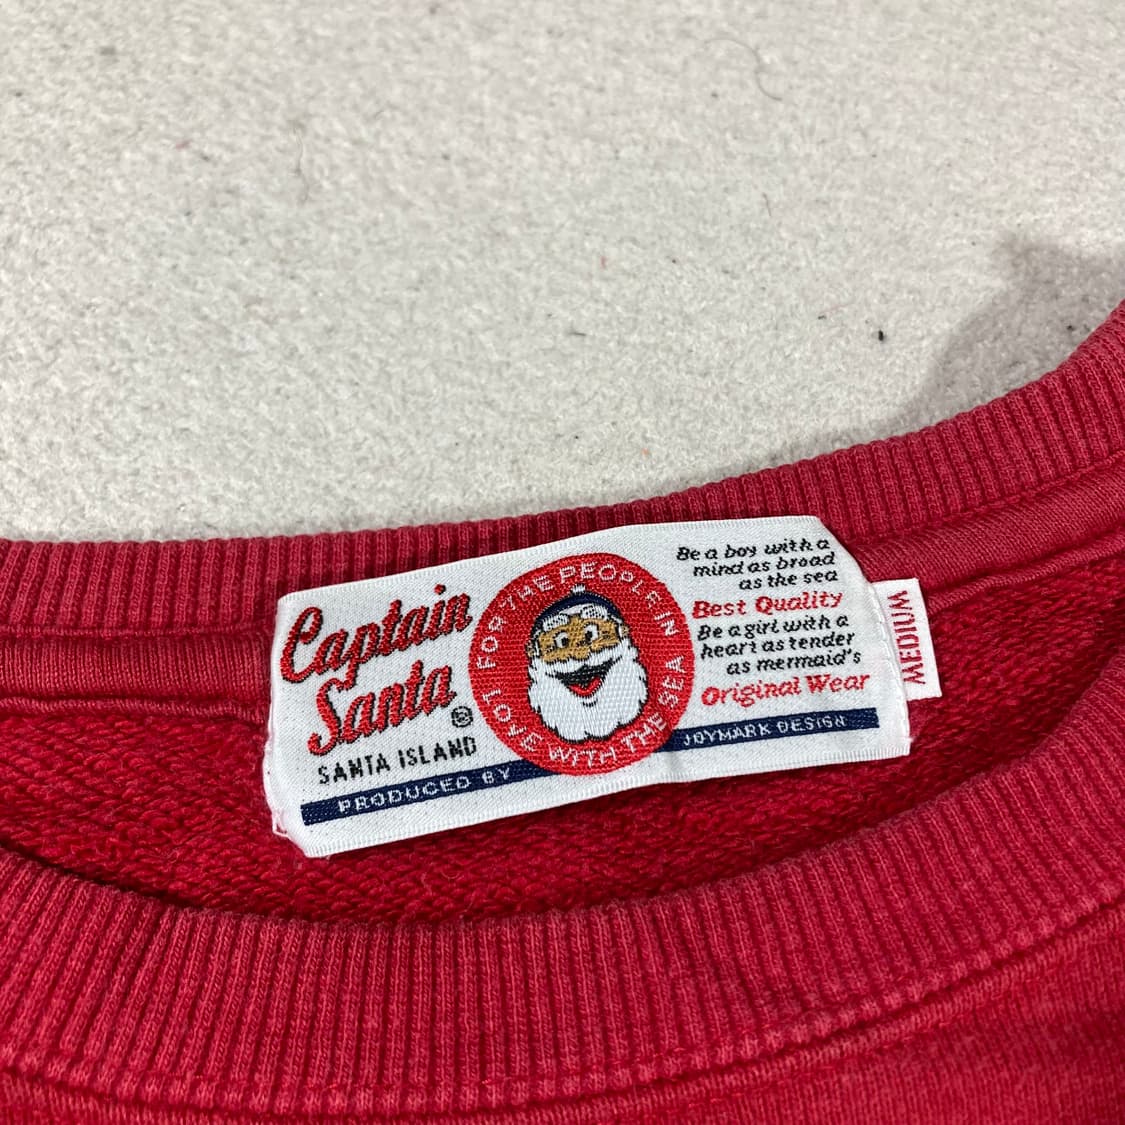 Captain
Santa
®
SANTA ISLAND
PRODUCED BY
FOR THE PEOPLE IN
LOVE WITH THE SEA
Be a boy with a
mind as broad
as the sea
Best Quality
Be a girl with a
heart as tender
as mermaid's
Original Wear
JOYMARK DESIGN
MEDIUM